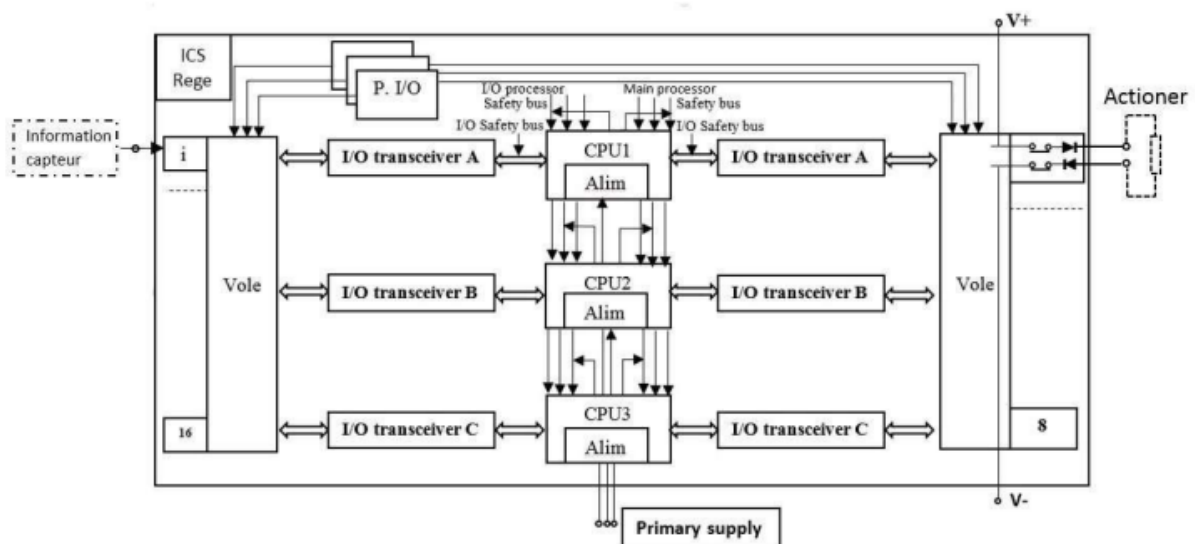 V+
ICS
Rege
P. I/O
I/O processor
Safety bus
Main processor
Safety bus
I/O Safety bus
I/O Safety bus
Actioner
Information
capteur
i
I/O transceiver A
CPU1
Alim
I/O transceiver A
Vole
I/O transceiver B
CPU2
Alim
I/O transceiver B
Vole
16
I/O transceiver C
CPU3
Alim
I/O transceiver C
8
V-
Primary supply